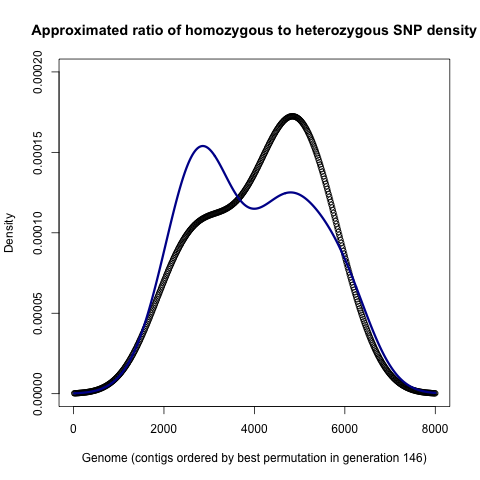 Approximated ratio of homozygous to heterozygous SNP density
0.00020
0.00015
0.00010
0.00005
0.00000
Density
0 2000 4000 6000 8000
Genome (contigs ordered by best permutation in generation 146)